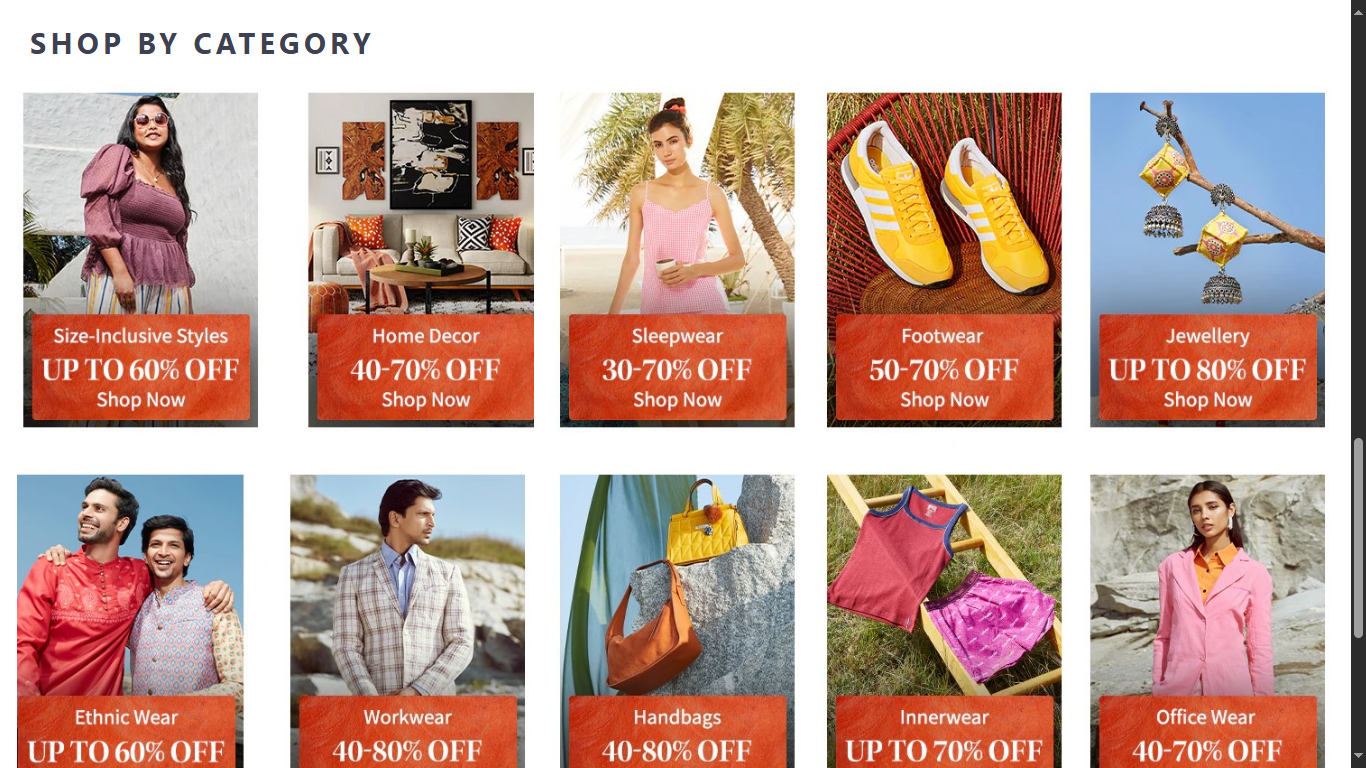 SHOP BY CATEGORY
Size-Inclusive Styles
UP TO 60% OFF
Shop Now
Home Decor
40-70% OFF
Shop Now
Sleepwear
30-70% OFF
Shop Now
Footwear
50-70% OFF
Shop Now
Jewellery
UP TO 80% OFF
Shop Now
Ethnic Wear
UP TO 60% OFF
Workwear
40-80% OFF
Handbags
40-80% OFF
Innerwear
UP TO 70% OFF
Office Wear
40-70% OFF